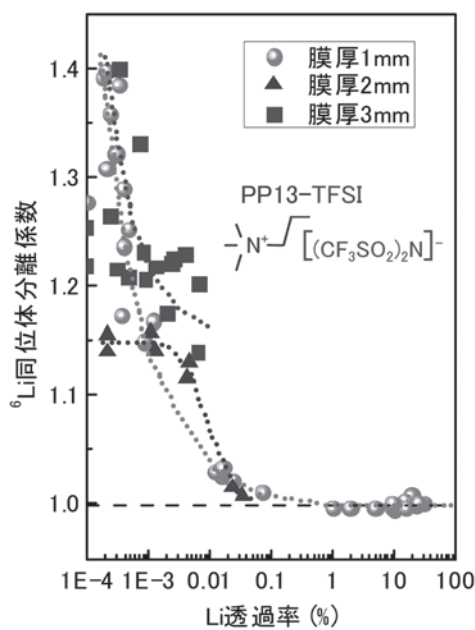 1.4
1.3
1.2
1.1
1.0
⁶Li同位体分離係数
膜厚1mm
膜厚2mm
膜厚3mm
PP13-TFSI
N⁺
[(CF₃SO₂)₂N]⁻
1E-4 1E-3 0.01 0.1 1 10 100
Li透過率 (%)